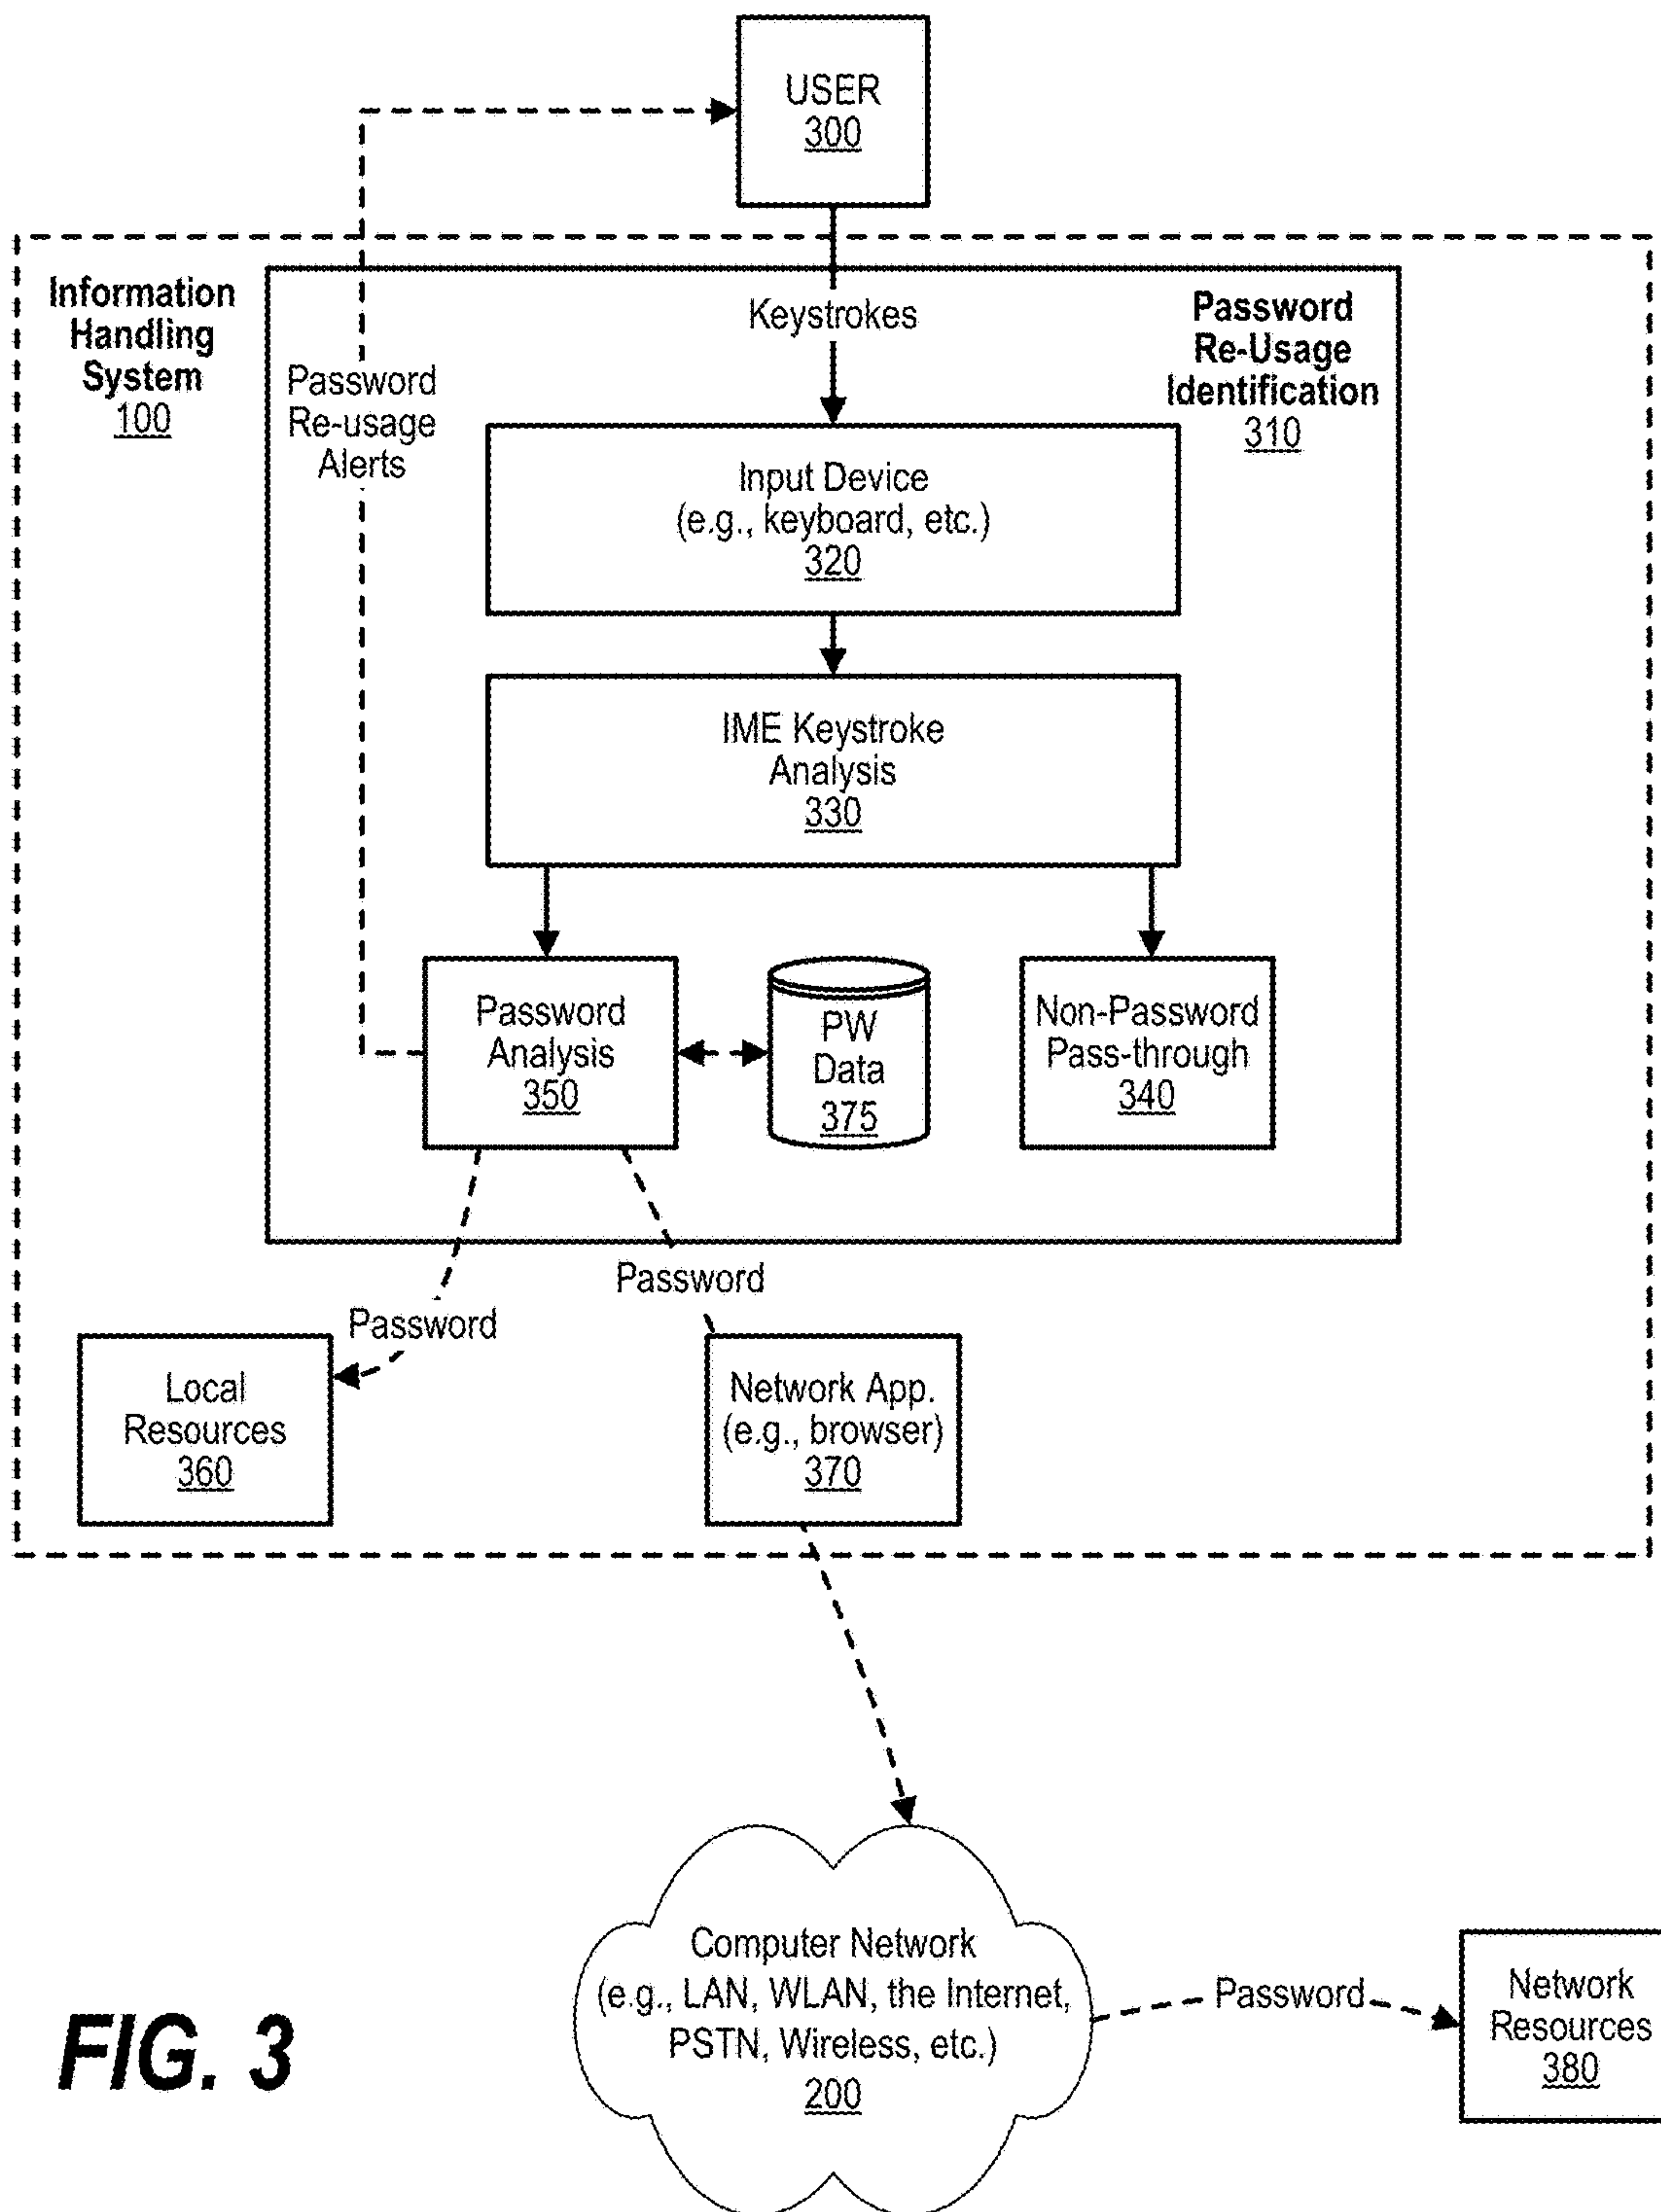 USER
300
Information
Handling
System
100
Password
Re-usage
Alerts
Keystrokes
Password
Re-Usage
Identification
310
Input Device
(e.g., keyboard, etc.)
320
IME Keystroke
Analysis
330
Password
Analysis
350
PW
Data
375
Non-Password
Pass-through
340
Password
Password
Local
Resources
360
Network App.
(e.g., browser)
370
Computer Network
(e.g., LAN, WLAN, the Internet,
PSTN, Wireless, etc.)
200
Password
Network
Resources
380
FIG. 3